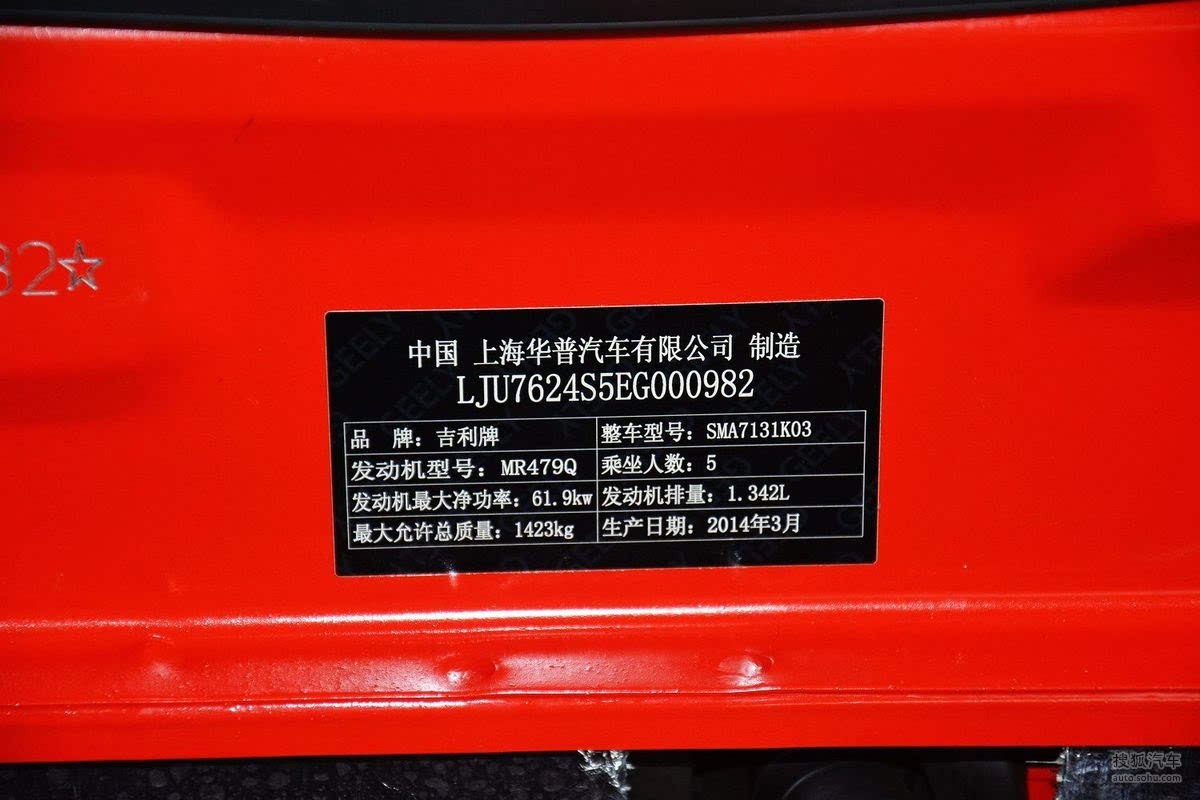 82☆
中国 上海华普汽车有限公司 制造
LJU7624S5EG000982
品 牌：吉利牌 整车型号：SMA7131K03
发动机型号：MR479Q 乘坐人数：5
发动机最大净功率：61.9kw 发动机排量：1.342L
最大允许总质量：1423kg 生产日期：2014年3月
GEELY GEELY GEELY
搜狐汽车
auto.sohu.com